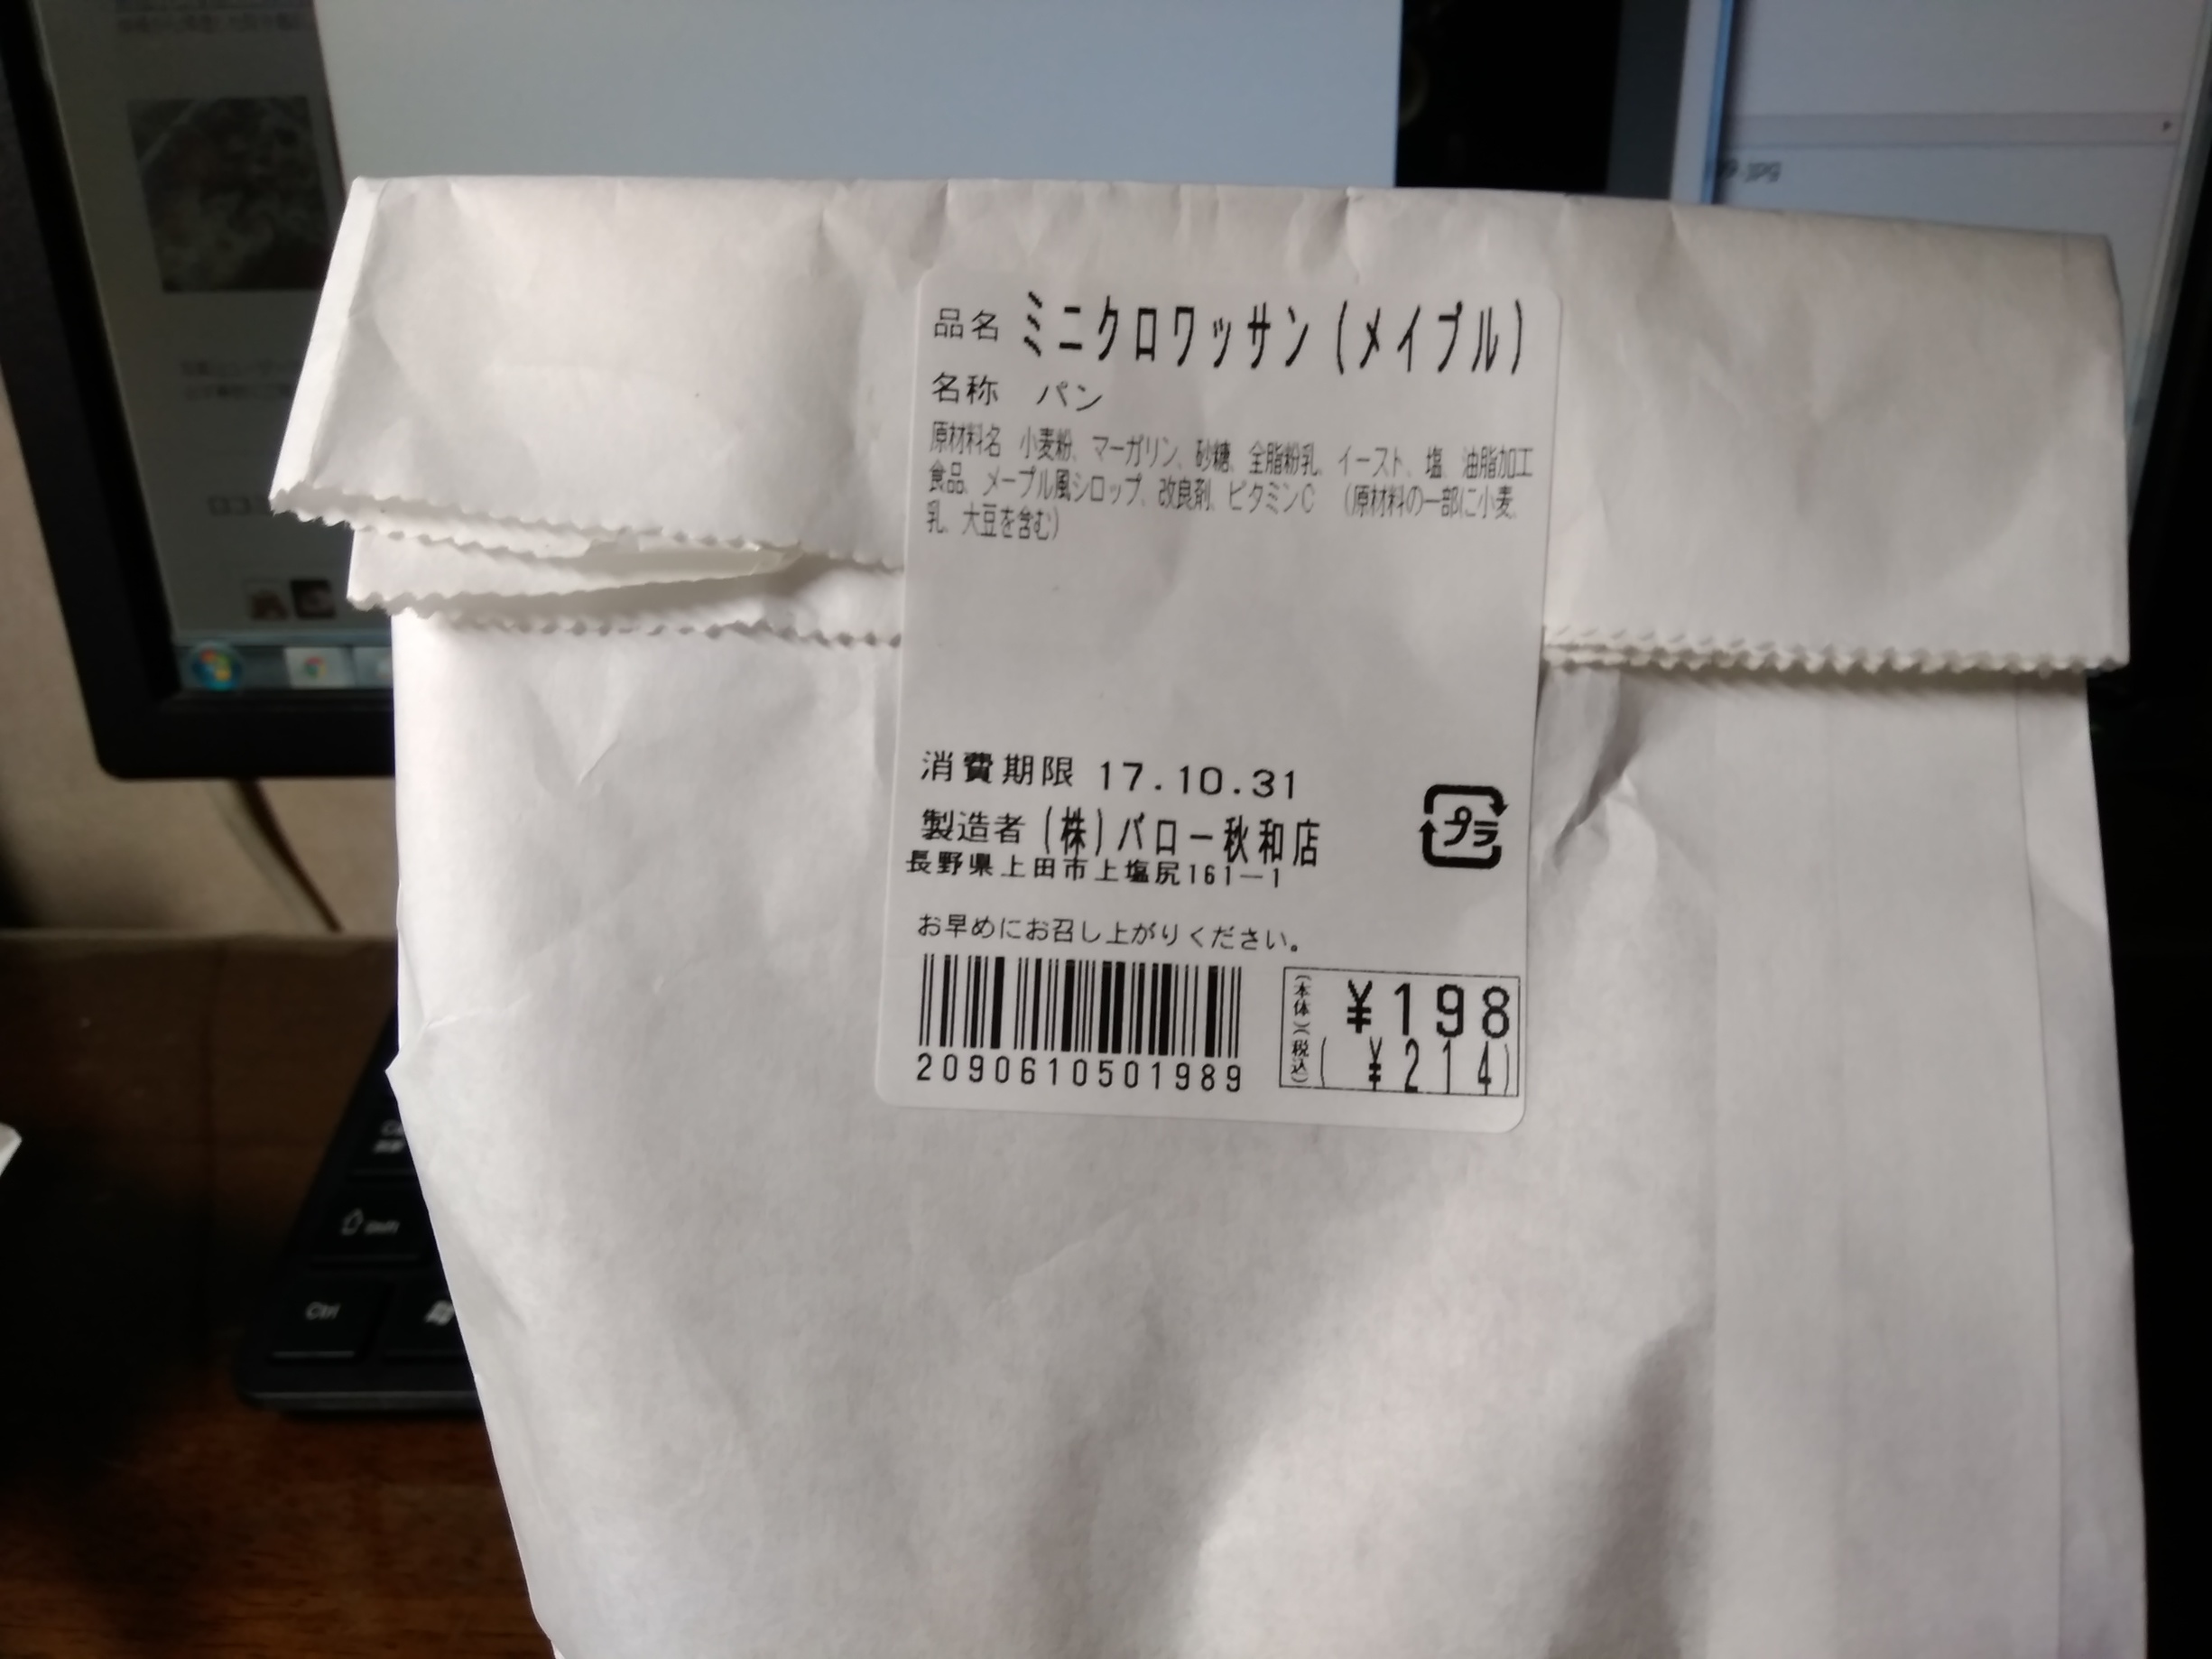 品名 ミニクロワッサン(メイプル)
名称 パン
原材料名 小麦粉、マーガリン、砂糖、全脂粉乳、イースト、塩、油脂加工
食品、メープル風シロップ、改良剤、ビタミンC (原材料の一部に小麦、
乳、大豆を含む)
消費期限 17.10.31
製造者 (株)バロー秋和店
長野県上田市上塩尻161―1
プラ
お早めにお召し上がりください。
2090610501989
(本体) ¥198
(税込) (¥214)
.jpg
Shift
Ctrl